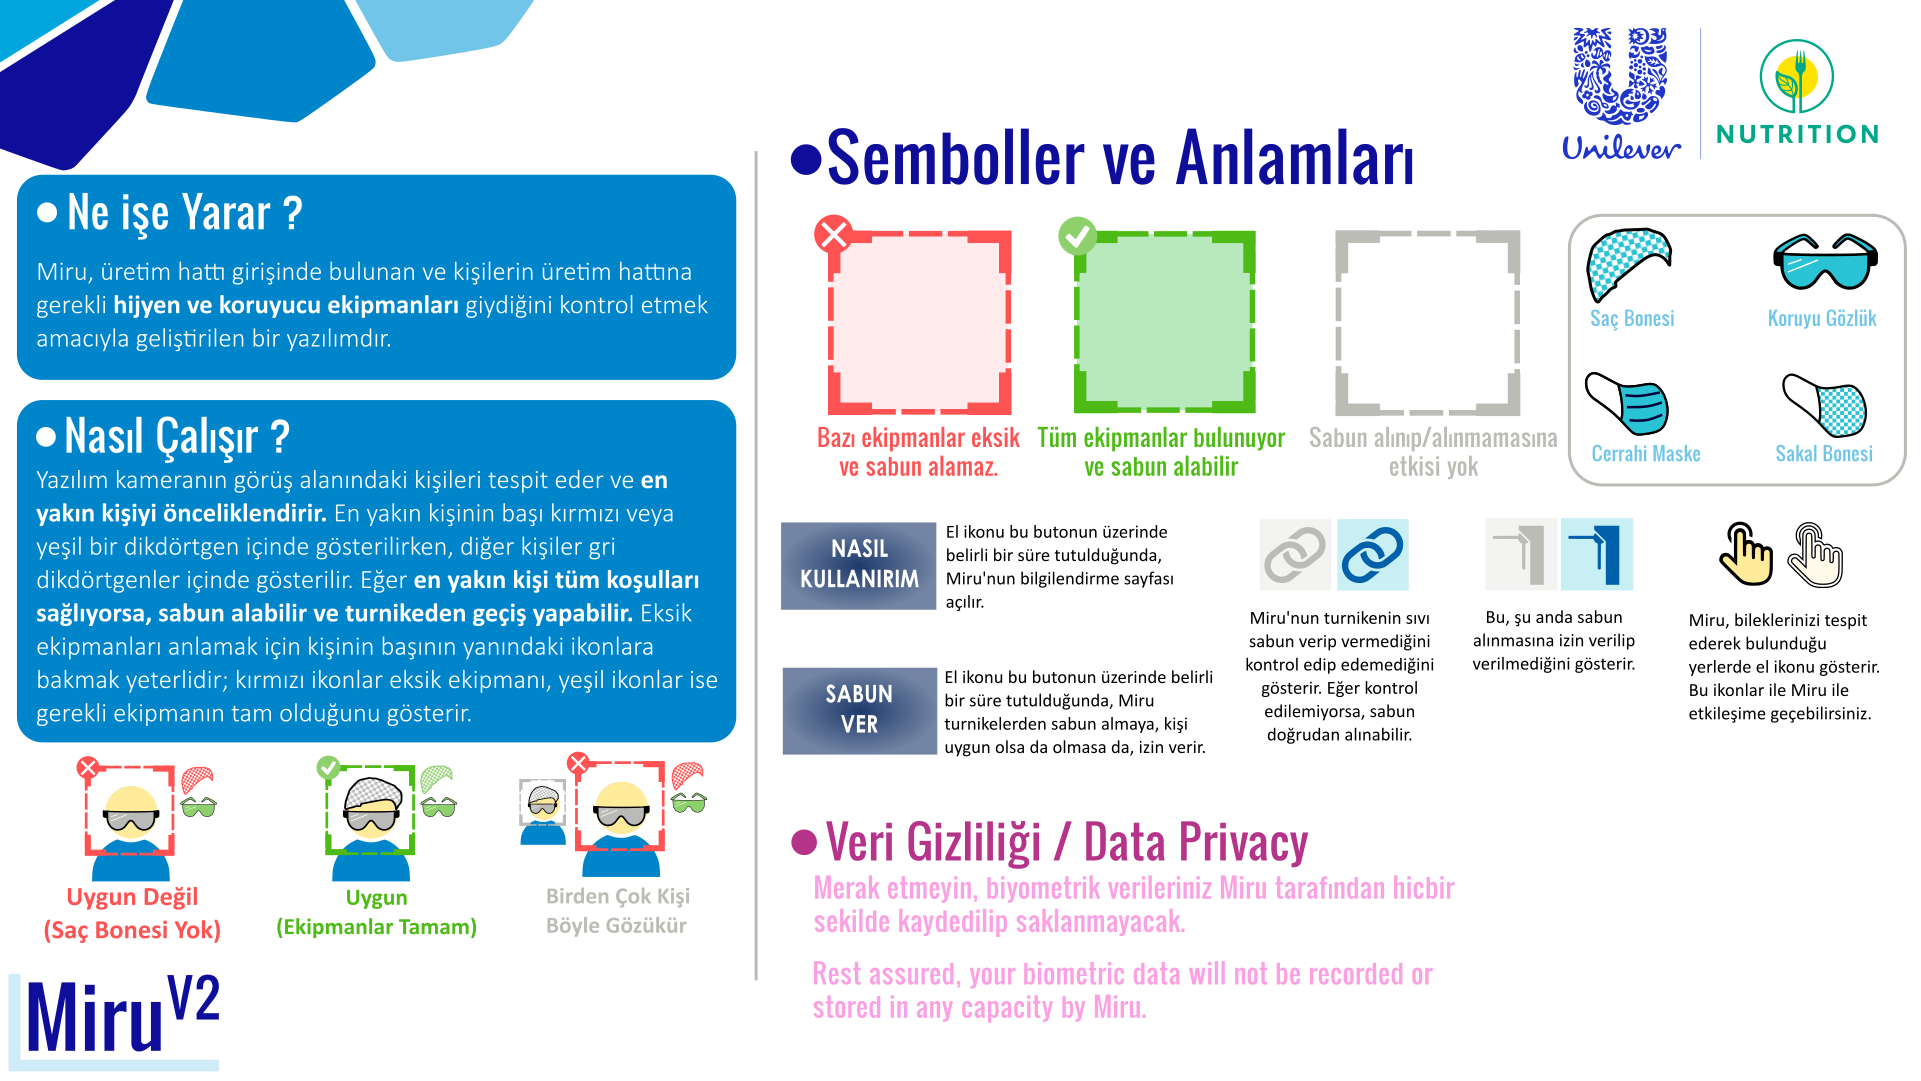 Unilever
NUTRITION
• Ne işe Yarar ?
Miru, üretim hattı girişinde bulunan ve kişilerin üretim hattına
gerekli hijyen ve koruyucu ekipmanları giydiğini kontrol etmek
amacıyla geliştirilen bir yazılımdır.
• Nasıl Çalışır ?
Yazılım kameranın görüş alanındaki kişileri tespit eder ve en
yakın kişiyi önceliklendirir. En yakın kişinin başı kırmızı veya
yeşil bir dikdörtgen içinde gösterilirken, diğer kişiler gri
dikdörtgenler içinde gösterilir. Eğer en yakın kişi tüm koşulları
sağlıyorsa, sabun alabilir ve turnikeden geçiş yapabilir. Eksik
ekipmanları anlamak için kişinin başının yanındaki ikonlara
bakmak yeterlidir; kırmızı ikonlar eksik ekipmanı, yeşil ikonlar ise
gerekli ekipmanın tam olduğunu gösterir.
Uygun Değil
(Saç Bonesi Yok)
Uygun
(Ekipmanlar Tamam)
Birden Çok Kişi
Böyle Gözükür
Miru V2
• Semboller ve Anlamları
Bazı ekipmanlar eksik
ve sabun alamaz.
Tüm ekipmanlar bulunuyor
ve sabun alabilir
Sabun alınıp/alınmamasına
etkisi yok
Saç Bonesi
Koruyu Gözlük
Cerrahi Maske
Sakal Bonesi
NASIL
KULLANIRIM
El ikonu bu butonun üzerinde
belirli bir süre tutulduğunda,
Miru'nun bilgilendirme sayfası
açılır.
SABUN
VER
El ikonu bu butonun üzerinde belirli
bir süre tutulduğunda, Miru
turnikelerden sabun almaya, kişi
uygun olsa da olmasa da, izin verir.
Miru'nun turnikenin sıvı
sabun verip vermediğini
kontrol edip edemediğini
gösterir. Eğer kontrol
edilemiyorsa, sabun
doğrudan alınabilir.
Bu, şu anda sabun
alınmasına izin verilip
verilmediğini gösterir.
Miru, bileklerinizi tespit
ederek bulunduğu
yerlerde el ikonu gösterir.
Bu ikonlar ile Miru ile
etkileşime geçebilirsiniz.
• Veri Gizliliği / Data Privacy
Merak etmeyin, biyometrik verileriniz Miru tarafından hicbir
sekilde kaydedilip saklanmayacak.
Rest assured, your biometric data will not be recorded or
stored in any capacity by Miru.